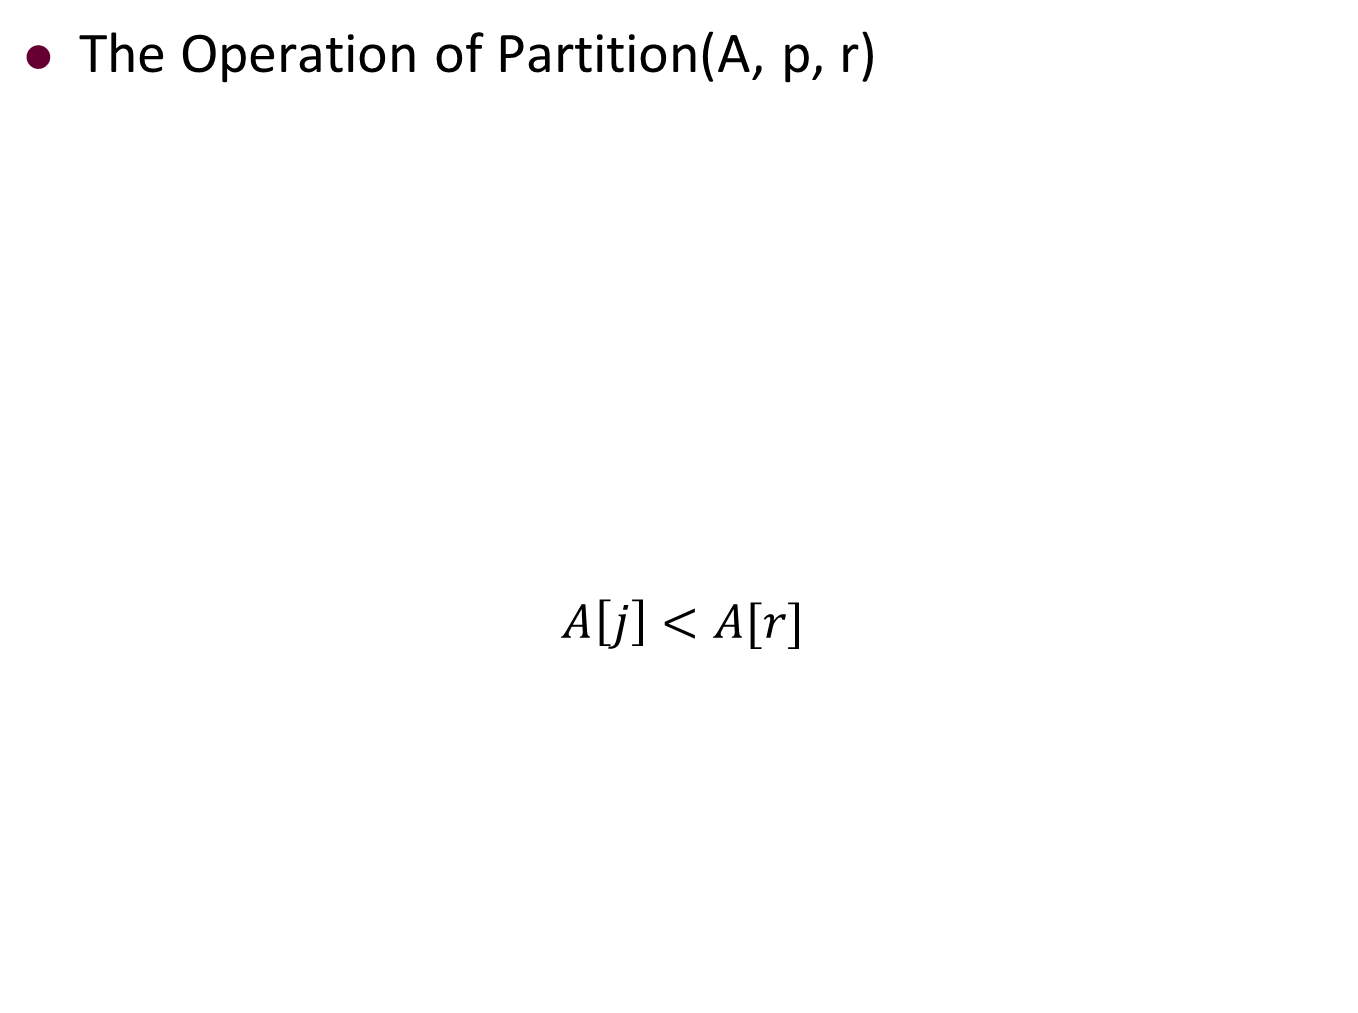 ● The Operation of Partition(A, p, r)
A[j] < A[r]